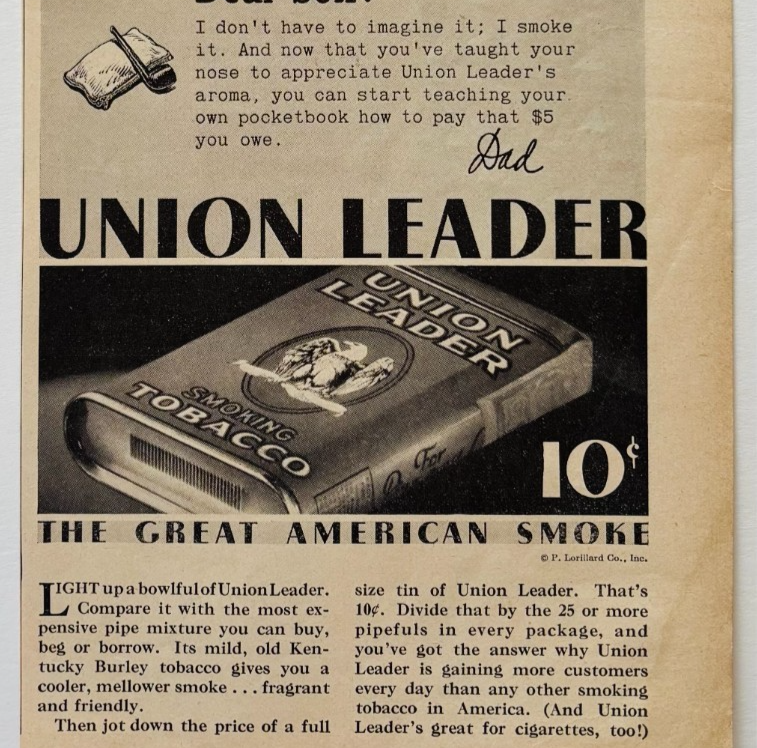 I don't have to imagine it; I smoke
it. And now that you've taught your
nose to appreciate Union Leader's
aroma, you can start teaching your
own pocketbook how to pay that $5
you owe.
Dad
UNION LEADER
UNION
LEADER
SMOKING
TOBACCO
For
10¢
THE GREAT AMERICAN SMOKE
© P. Lorillard Co., Inc.
LIGHT up a bowlful of Union Leader.
Compare it with the most ex-
pensive pipe mixture you can buy,
beg or borrow. Its mild, old Ken-
tucky Burley tobacco gives you a
cooler, mellower smoke . . . fragrant
and friendly.
Then jot down the price of a full
size tin of Union Leader. That's
10¢. Divide that by the 25 or more
pipefuls in every package, and
you've got the answer why Union
Leader is gaining more customers
every day than any other smoking
tobacco in America. (And Union
Leader's great for cigarettes, too!)